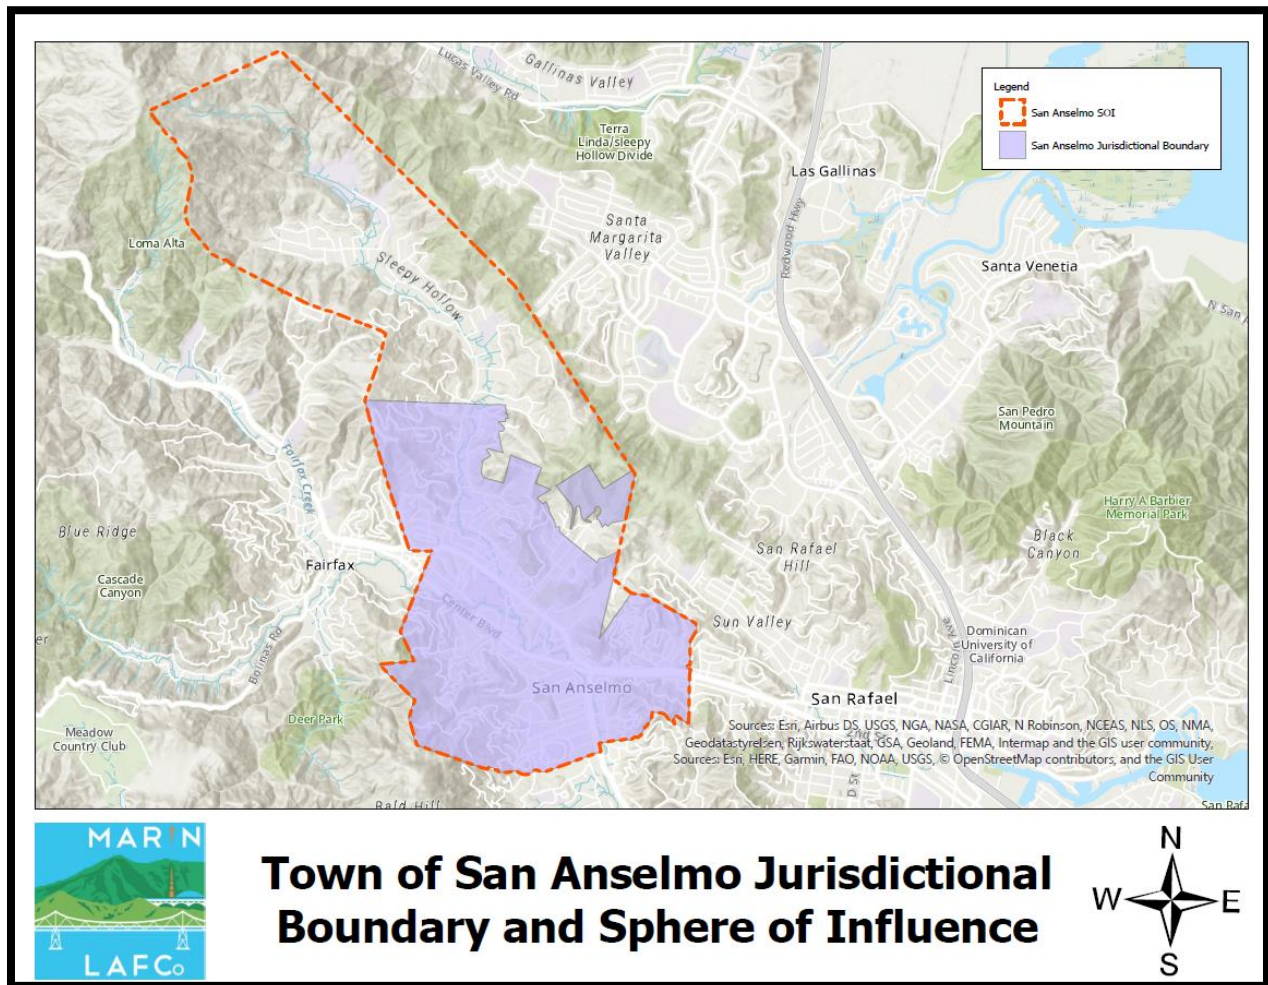 Lucas Valley Rd
Gallinas Valley
Terra
Linda/sleepy
Hollow Divide
Legend
San Anselmo SOI
San Anselmo Jurisdictional Boundary
Las Gallinas
Redwood Hwy
Santa
Margarita
Valley
Loma Alta
Sleepy Hollow
Santa Venetia
San Pedro
Mountain
Fairfax Creek
Harry A Barbier
Memorial Park
Blue Ridge
Black
Canyon
San Rafael
Hill
Fairfax
Cascade
Canyon
Center Blvd
Sun Valley
Bolinas Rd
Dominican
University of
California
Lincoln Ave
San Anselmo
San Rafael
Deer Park
Meadow
Country Club
2nd St
D St
Sources: Esri, Airbus DS, USGS, NGA, NASA, CGIAR, N Robinson, NCEAS, NLS, OS, NMA,
Geodatastyrelsen, Rijkswaterstaat, GSA, Geoland, FEMA, Intermap and the GIS user community,
Sources: Esri, HERE, Garmin, FAO, NOAA, USGS, © OpenStreetMap contributors, and the GIS User
Community
Bald Hill
MARIN
LAFCo
Town of San Anselmo Jurisdictional
Boundary and Sphere of Influence
N
W E
S